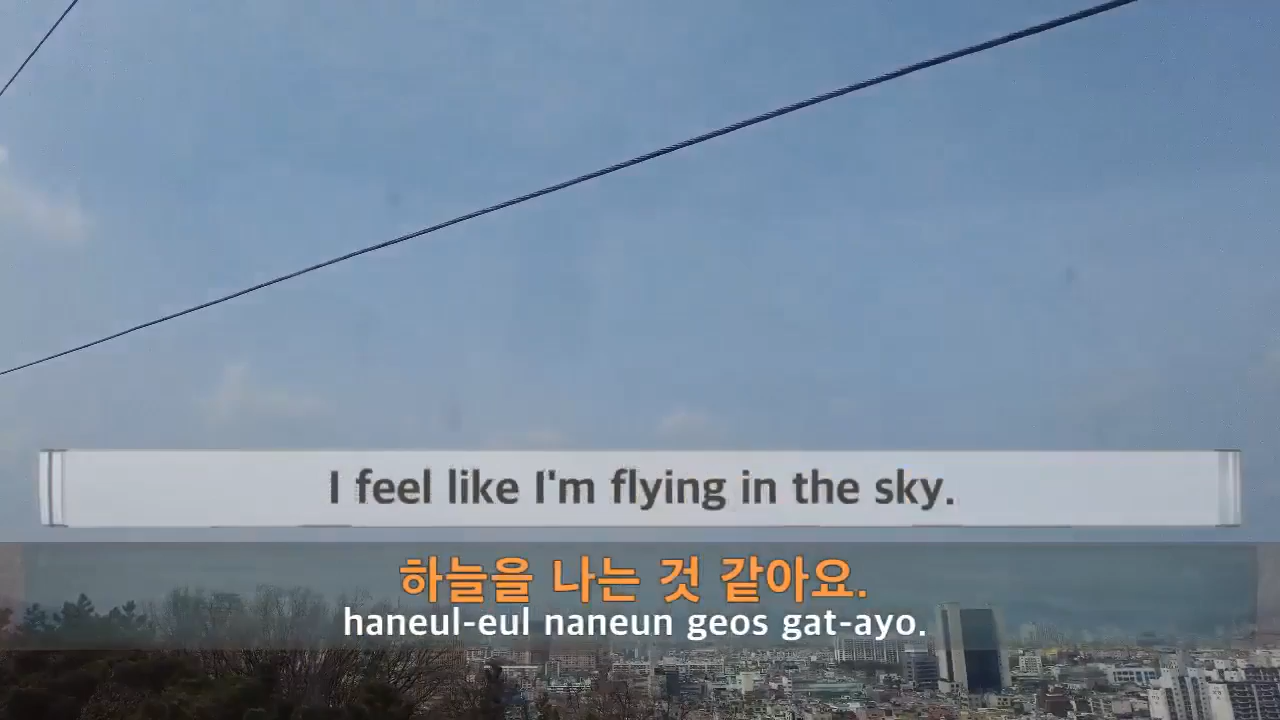 I feel like I'm flying in the sky.
하늘을 나는 것 같아요.
haneul-eul naneun geos gat-ayo.